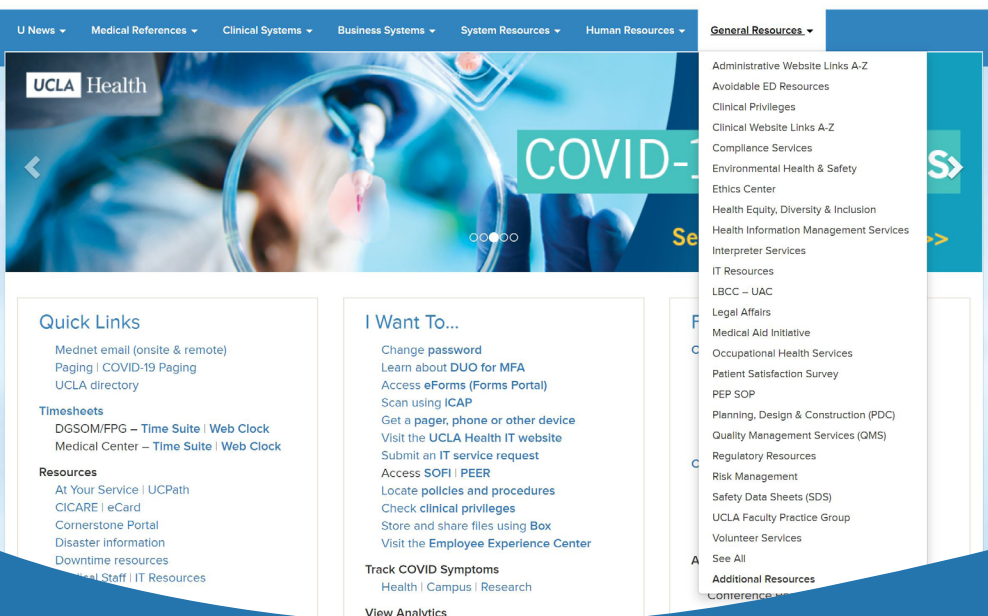 U News
Medical References
Clinical Systems
Business Systems
System Resources
Human Resources
General Resources
UCLA Health
COVID-1
S
Se
>>
Administrative Website Links A-Z
Avoidable ED Resources
Clinical Privileges
Clinical Website Links A-Z
Compliance Services
Environmental Health & Safety
Ethics Center
Health Equity, Diversity & Inclusion
Health Information Management Services
Interpreter Services
IT Resources
LBCC – UAC
Legal Affairs
Medical Aid Initiative
Occupational Health Services
Patient Satisfaction Survey
PEP SOP
Planning, Design & Construction (PDC)
Quality Management Services (QMS)
Regulatory Resources
Risk Management
Safety Data Sheets (SDS)
UCLA Faculty Practice Group
Volunteer Services
See All
Additional Resources
Conference
Quick Links
Mednet email (onsite & remote)
Paging | COVID-19 Paging
UCLA directory
Timesheets
DGSOM/FPG – Time Suite | Web Clock
Medical Center – Time Suite | Web Clock
Resources
At Your Service | UCPath
CICARE | eCard
Cornerstone Portal
Disaster information
Downtime resources
Staff | IT Resources
I Want To...
Change password
Learn about DUO for MFA
Access eForms (Forms Portal)
Scan using ICAP
Get a pager, phone or other device
Visit the UCLA Health IT website
Submit an IT service request
Access SOFI | PEER
Locate policies and procedures
Check clinical privileges
Store and share files using Box
Visit the Employee Experience Center
Track COVID Symptoms
Health | Campus | Research
View Analytics